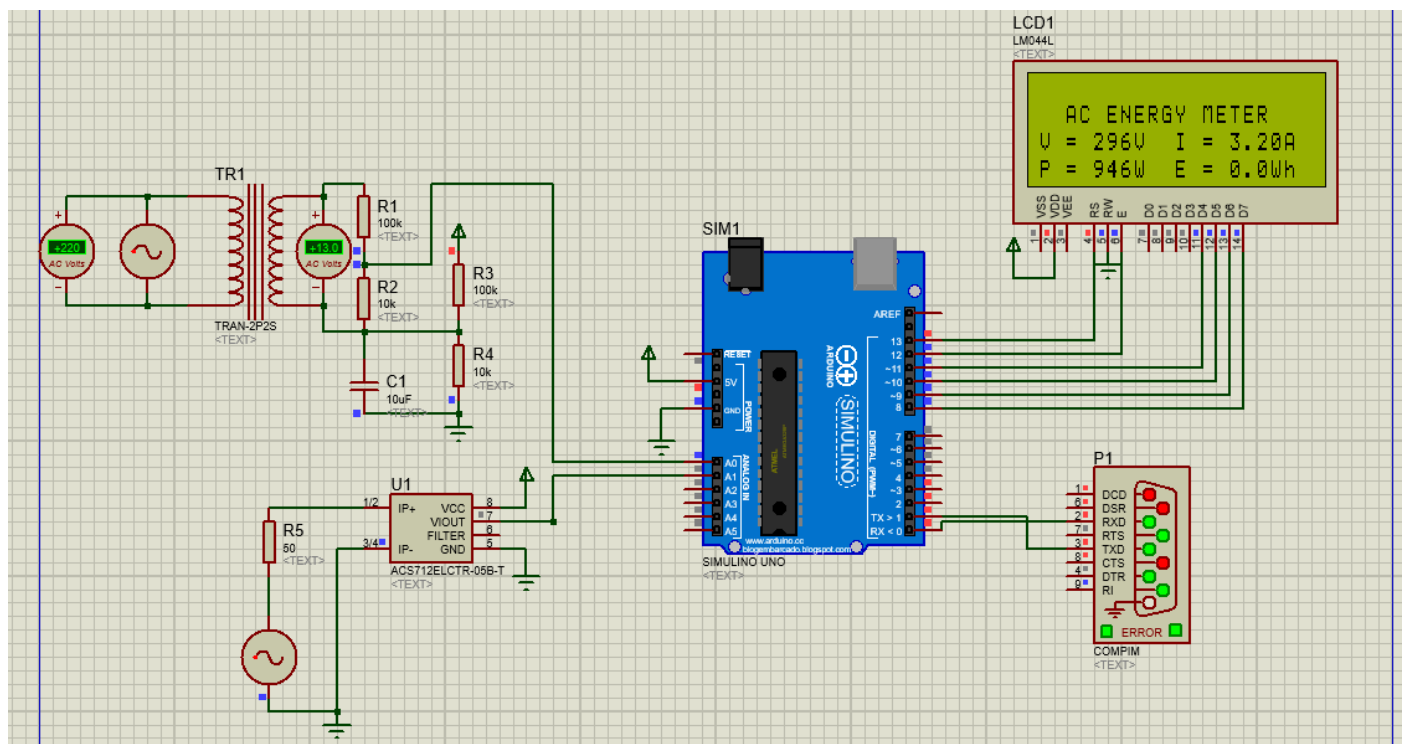 LCD1
LM044L
<TEXT>
AC ENERGY METER
V = 296V I = 3.20A
P = 946W E = 0.0Wh
VSS VDD VEE RS RW E D0 D1 D2 D3 D4 D5 D6 D7
1 2 3 4 5 6 7 8 9 10 11 12 13 14
TR1
+220
AC Volts
+13.0
AC Volts
TRAN-2P2S
<TEXT>
R1
100k
<TEXT>
R2
10k
<TEXT>
R3
100k
<TEXT>
R4
10k
<TEXT>
C1
10uF
<TEXT>
SIM1
AREF
13
12
~11
~10
~9
8
7
~6
~5
4
~3
2
TX > 1
RX < 0
RESET
5V
GND
POWER
A0
A1
A2
A3
A4
A5
ANALOG IN
ATMEL
ARDUINO
SIMULINO
DIGITAL (PWM~)
www.arduino.cc
blogembarcado.blogspot.com
SIMULINO UNO
<TEXT>
U1
1/2 IP+ VCC 8
VIOUT 7
FILTER 6
3/4 IP- GND 5
ACS712ELCTR-05B-T
<TEXT>
R5
50
<TEXT>
P1
1 DCD
6 DSR
2 RXD
7 RTS
3 TXD
8 CTS
4 DTR
9 RI
ERROR
COMPIM
<TEXT>